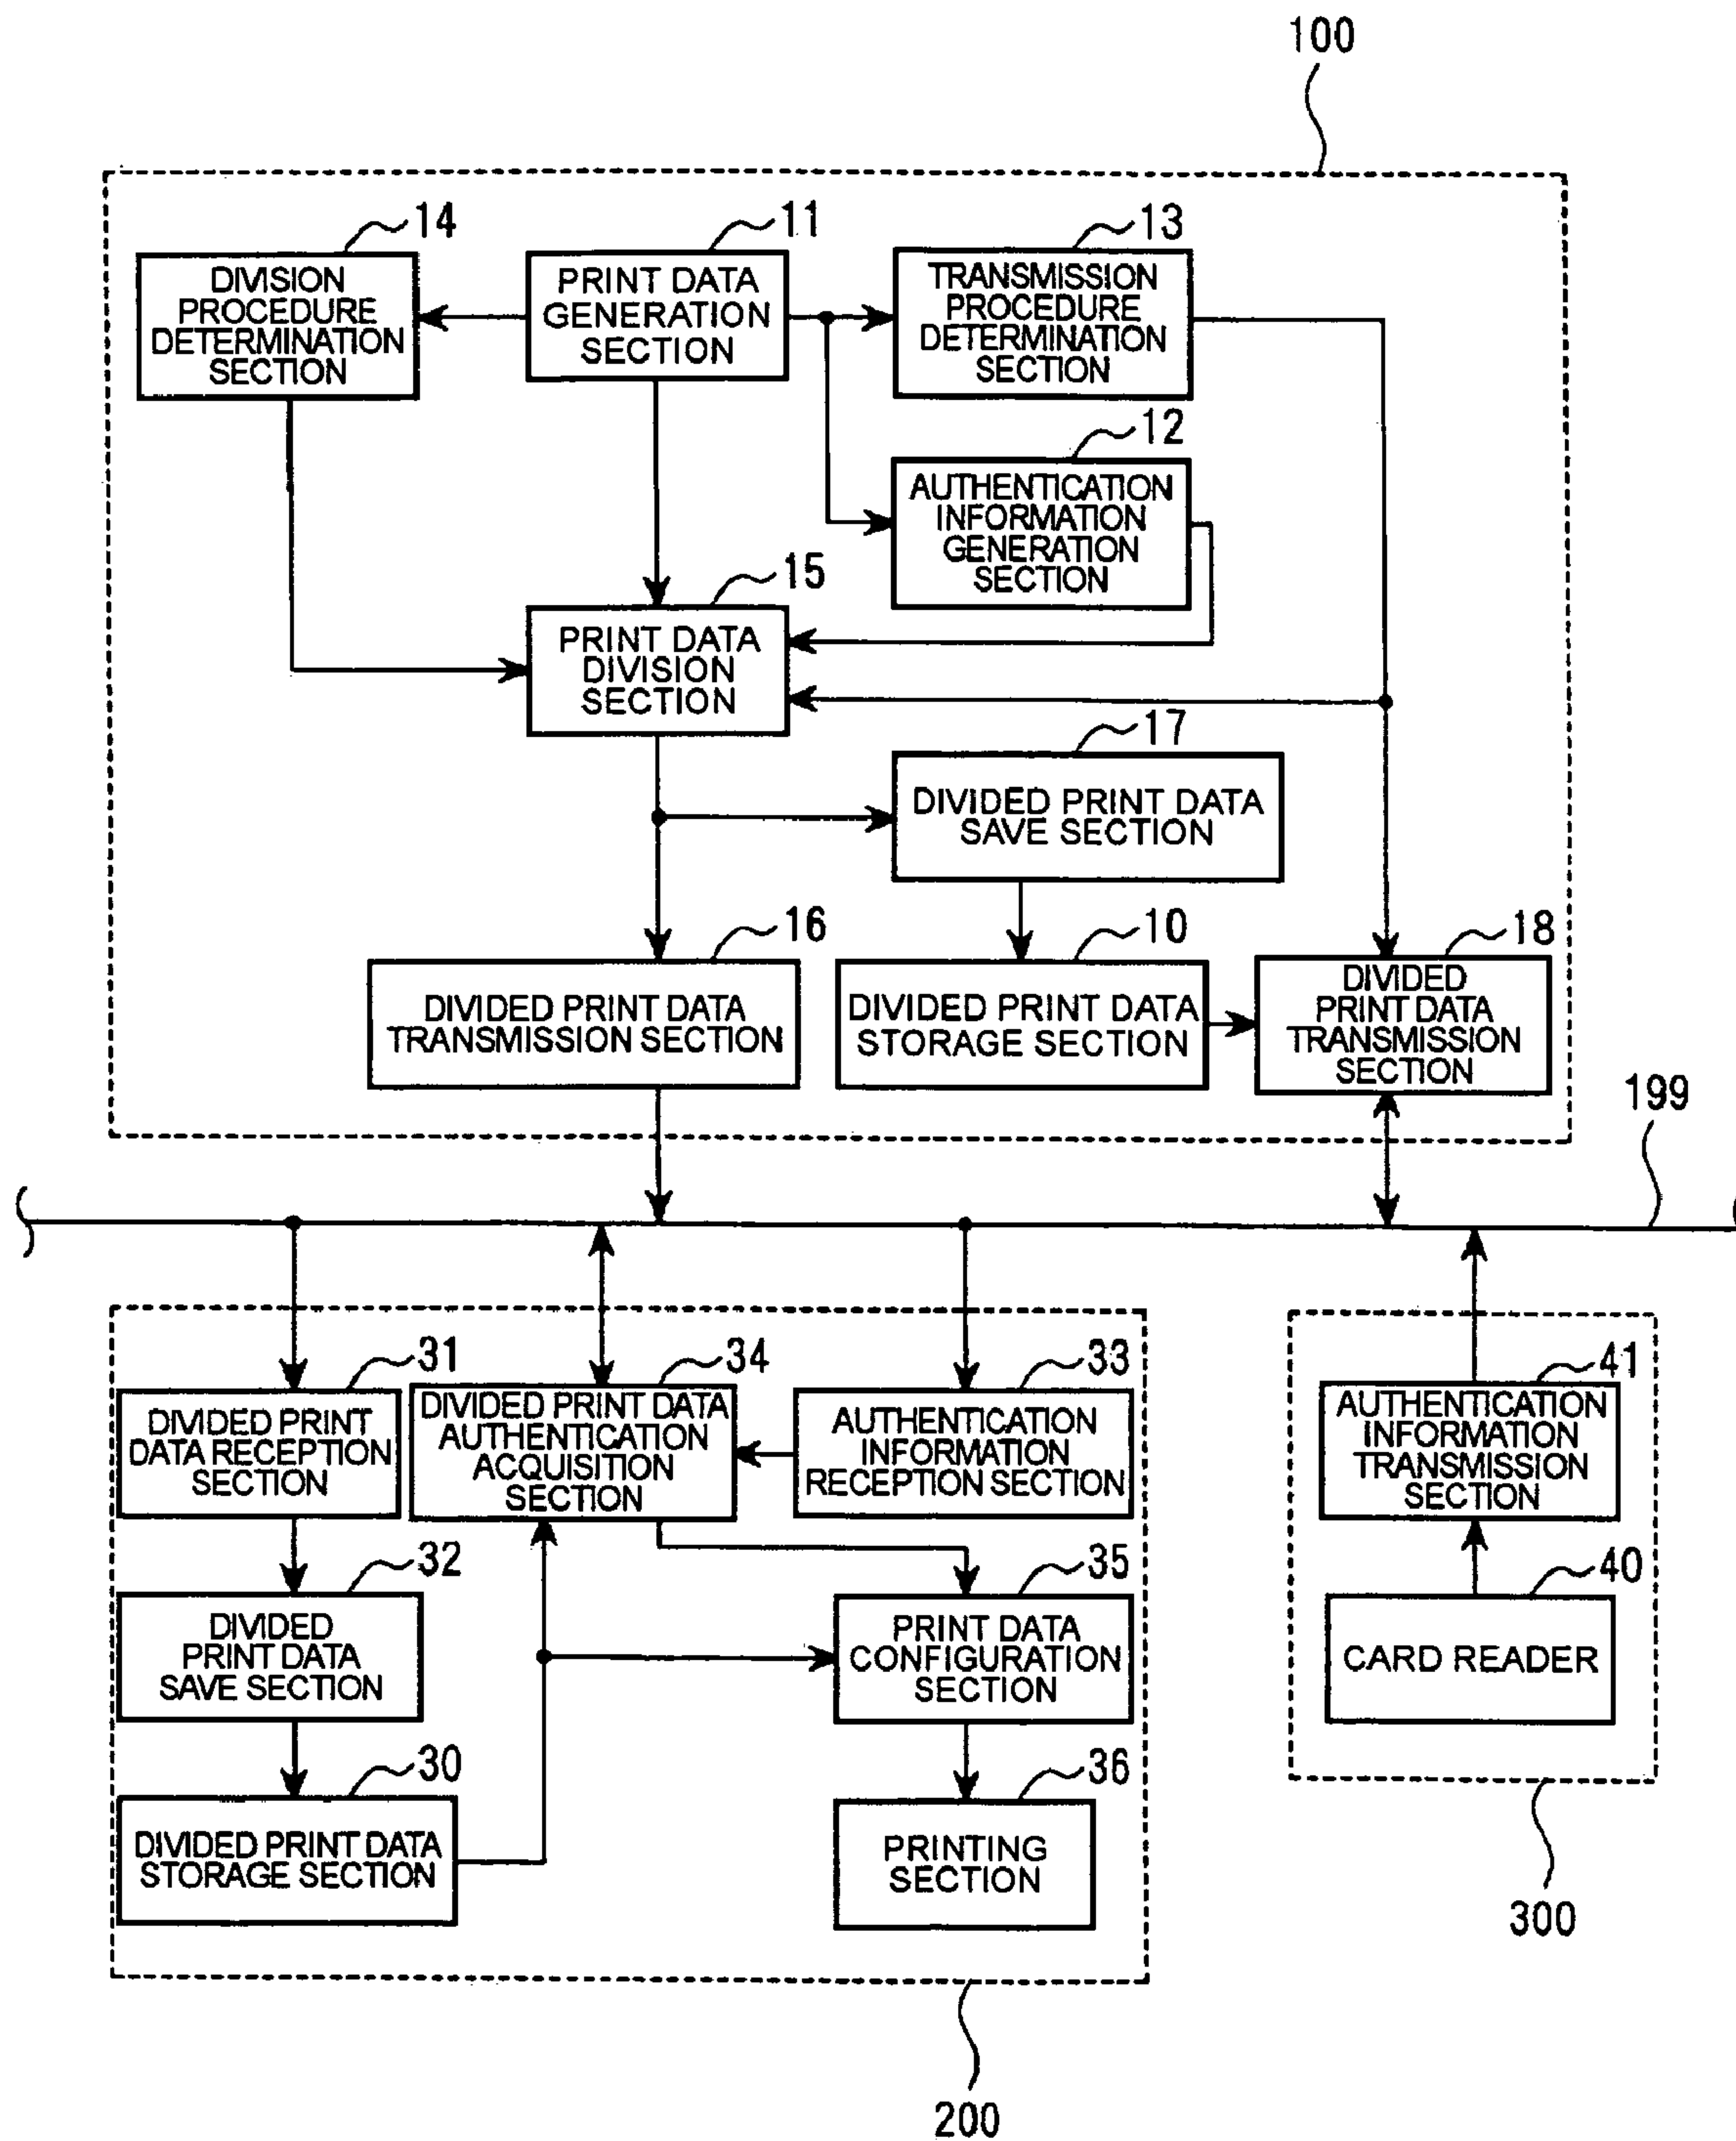 100
14
11
13
DIVISION
PROCEDURE
DETERMINATION
SECTION
PRINT DATA
GENERATION
SECTION
TRANSMISSION
PROCEDURE
DETERMINATION
SECTION
12
AUTHENTICATION
INFORMATION
GENERATION
SECTION
15
PRINT DATA
DIVISION
SECTION
17
DIVIDED PRINT DATA
SAVE SECTION
16
10
18
DIVIDED PRINT DATA
TRANSMISSION SECTION
DIVIDED PRINT DATA
STORAGE SECTION
DIVIDED
PRINT DATA
TRANSMISSION
SECTION
199
31
34
33
41
DIVIDED PRINT
DATA RECEPTION
SECTION
DIVIDED PRINT DATA
AUTHENTICATION
ACQUISITION
SECTION
AUTHENTICATION
INFORMATION
RECEPTION SECTION
AUTHENTICATION
INFORMATION
TRANSMISSION
SECTION
32
35
40
DIVIDED
PRINT DATA
SAVE SECTION
PRINT DATA
CONFIGURATION
SECTION
CARD READER
30
36
DIVIDED PRINT DATA
STORAGE SECTION
PRINTING
SECTION
300
200